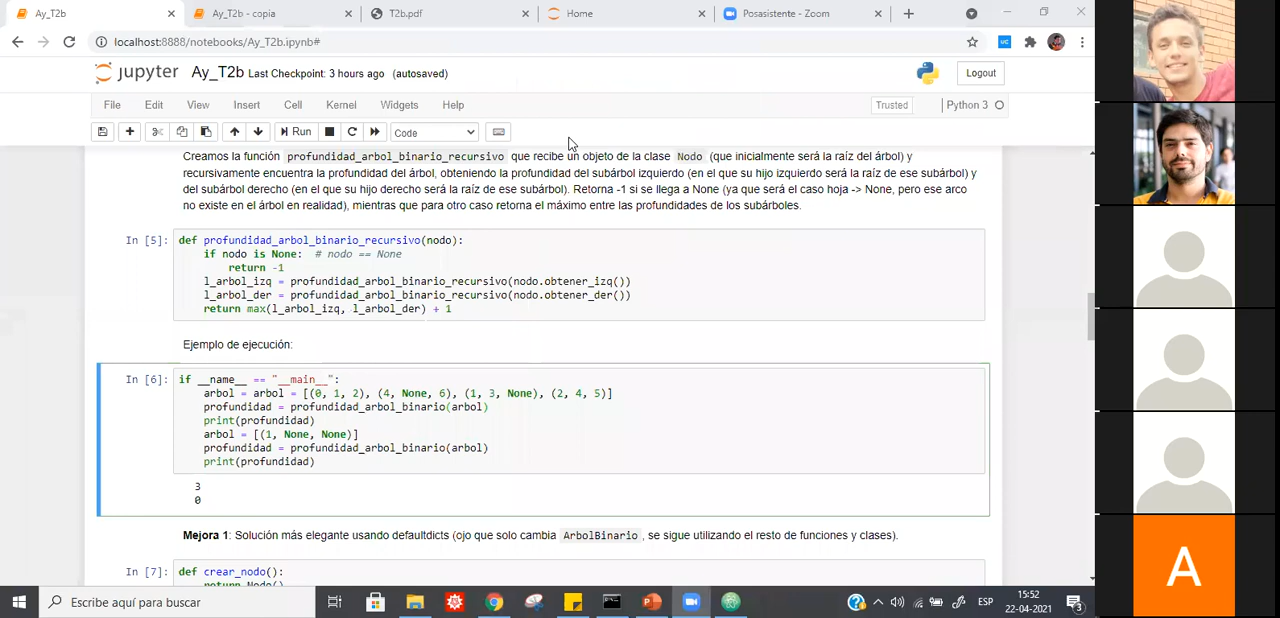 Ay_T2b
Ay_T2b - copia
T2b.pdf
Home
Posasistente - Zoom
localhost:8888/notebooks/Ay_T2b.ipynb#
UC
jupyter Ay_T2b Last Checkpoint: 3 hours ago (autosaved)
Logout
File Edit View Insert Cell Kernel Widgets Help
Trusted
Python 3
Run
Code
Creamos la función profundidad_arbol_binario_recursivo que recibe un objeto de la clase Nodo (que inicialmente será la raíz del árbol) y
recursivamente encuentra la profundidad del árbol, obteniendo la profundidad del subárbol izquierdo (en el que su hijo izquierdo será la raíz de ese subárbol) y
del subárbol derecho (en el que su hijo derecho será la raíz de ese subárbol). Retorna -1 si se llega a None (ya que será el caso hoja -> None, pero ese arco
no existe en el árbol en realidad), mientras que para otro caso retorna el máximo entre las profundidades de los subárboles.
In [5]: def profundidad_arbol_binario_recursivo(nodo):
if nodo is None: # nodo == None
return -1
l_arbol_izq = profundidad_arbol_binario_recursivo(nodo.obtener_izq())
l_arbol_der = profundidad_arbol_binario_recursivo(nodo.obtener_der())
return max(l_arbol_izq, l_arbol_der) + 1
Ejemplo de ejecución:
In [6]: if __name__ == "__main__":
arbol = arbol = [(0, 1, 2), (4, None, 6), (1, 3, None), (2, 4, 5)]
profundidad = profundidad_arbol_binario(arbol)
print(profundidad)
arbol = [(1, None, None)]
profundidad = profundidad_arbol_binario(arbol)
print(profundidad)
3
0
Mejora 1: Solución más elegante usando defaultdicts (ojo que solo cambia ArbolBinario , se sigue utilizando el resto de funciones y clases).
In [7]: def crear_nodo():
return Nodo()
A
Escribe aquí para buscar
ESP
15:52
22-04-2021
3